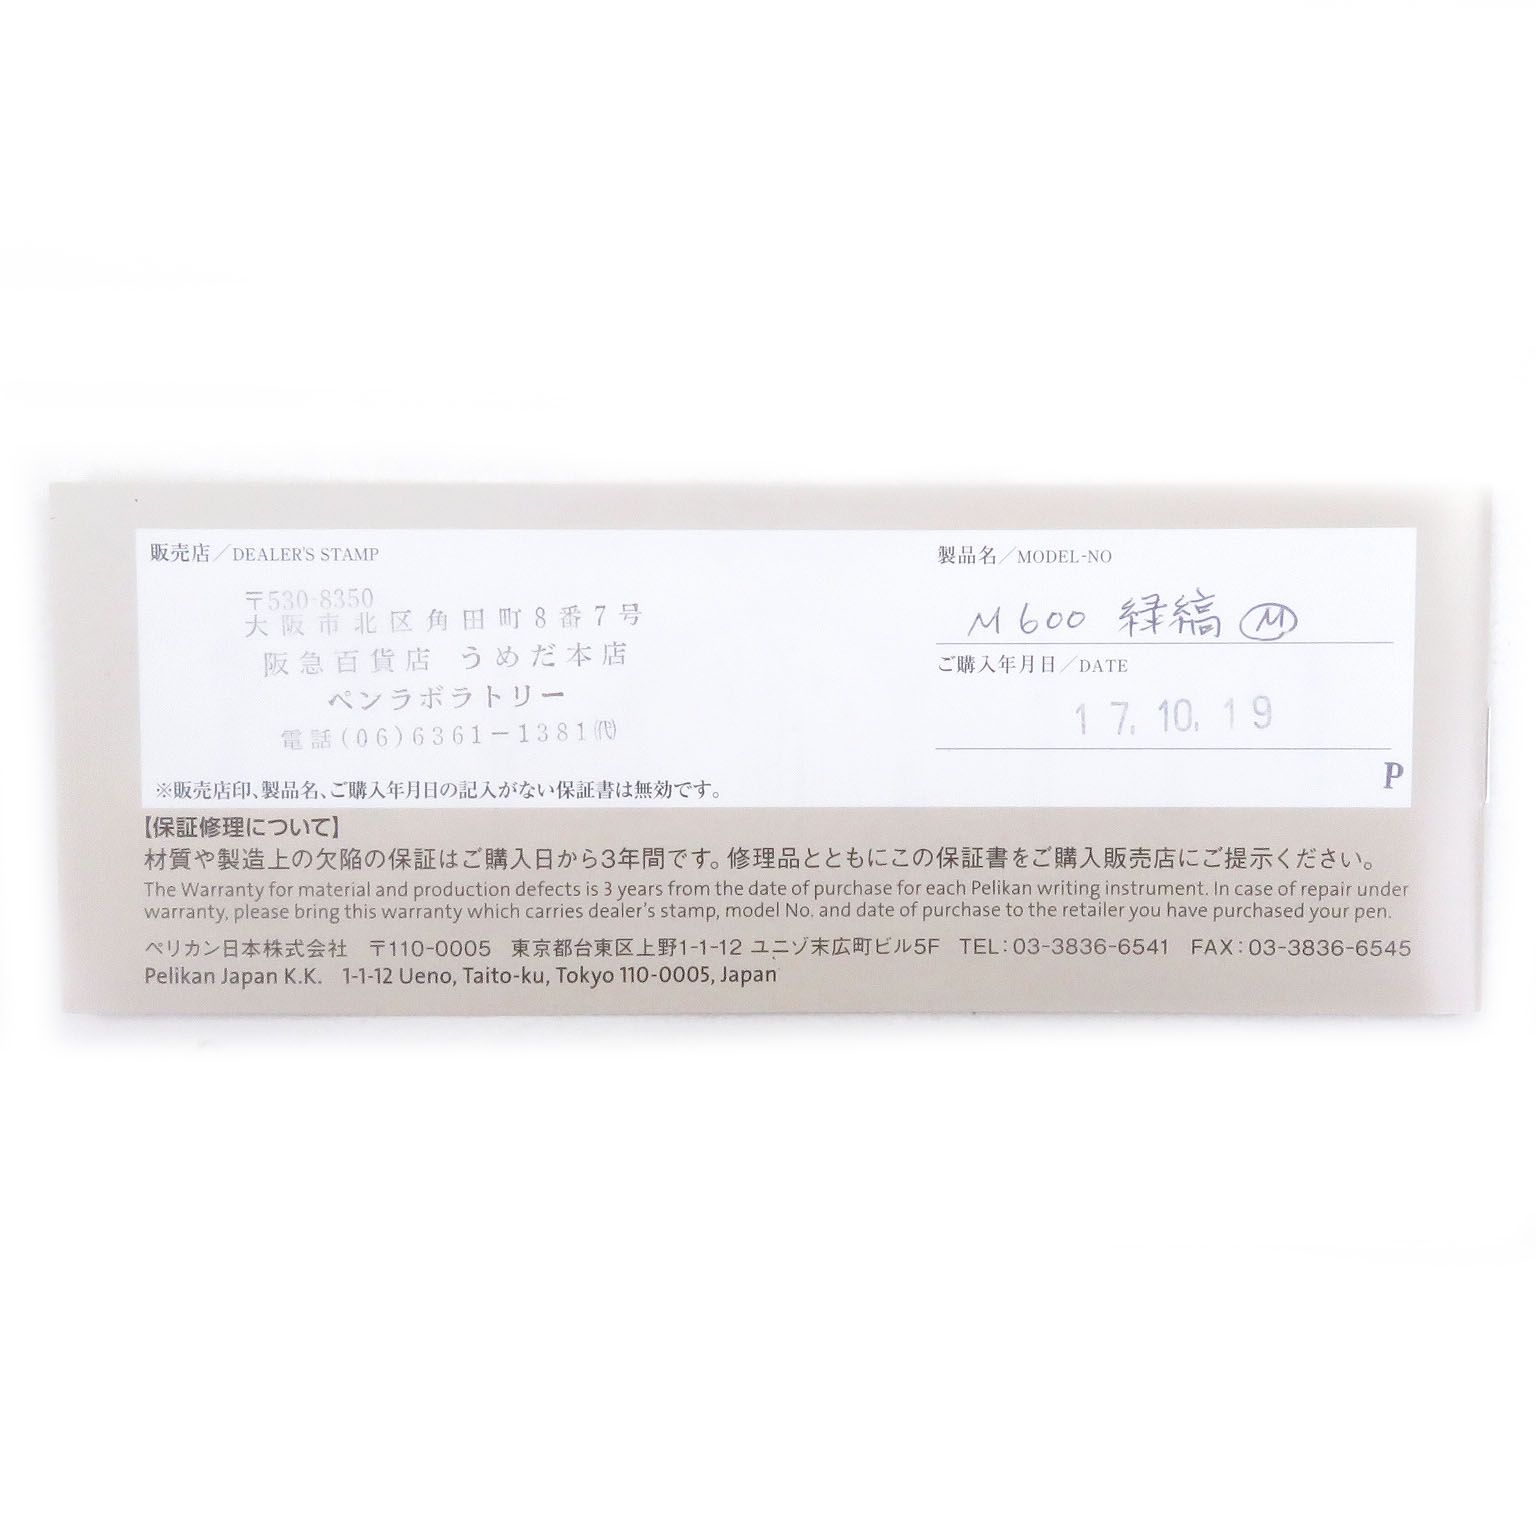 販売店／DEALER'S STAMP
〒530-8350
大阪市北区角田町8番7号
阪急百貨店 うめだ本店
ペンラボラトリー
電話(06)6361-1381㈹
※販売店印、製品名、ご購入年月日の記入がない保証書は無効です。
製品名／MODEL-NO
M600 緑縞 Ⓜ
ご購入年月日／DATE
17.10.19
P
【保証修理について】
材質や製造上の欠陥の保証はご購入日から3年間です。修理品とともにこの保証書をご購入販売店にご提示ください。
The Warranty for material and production defects is 3 years from the date of purchase for each Pelikan writing instrument. In case of repair under
warranty, please bring this warranty which carries dealer's stamp, model No. and date of purchase to the retailer you have purchased your pen.
ペリカン日本株式会社 〒110-0005 東京都台東区上野1-1-12 ユニゾ末広町ビル5F TEL：03-3836-6541 FAX：03-3836-6545
Pelikan Japan K.K. 1-1-12 Ueno, Taito-ku, Tokyo 110-0005, Japan